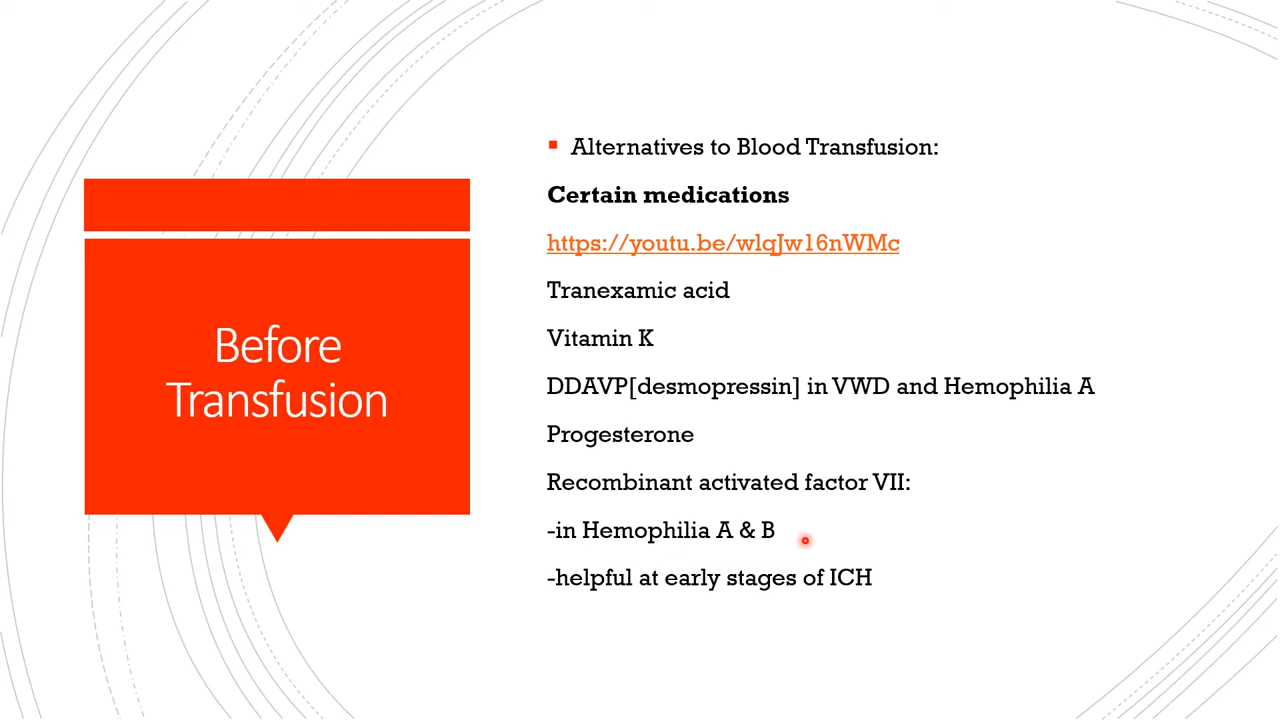 Before
Transfusion
Alternatives to Blood Transfusion:
Certain medications
https://youtu.be/wlqJw16nWMc
Tranexamic acid
Vitamin K
DDAVP[desmopressin] in VWD and Hemophilia A
Progesterone
Recombinant activated factor VII:
-in Hemophilia A & B
-helpful at early stages of ICH